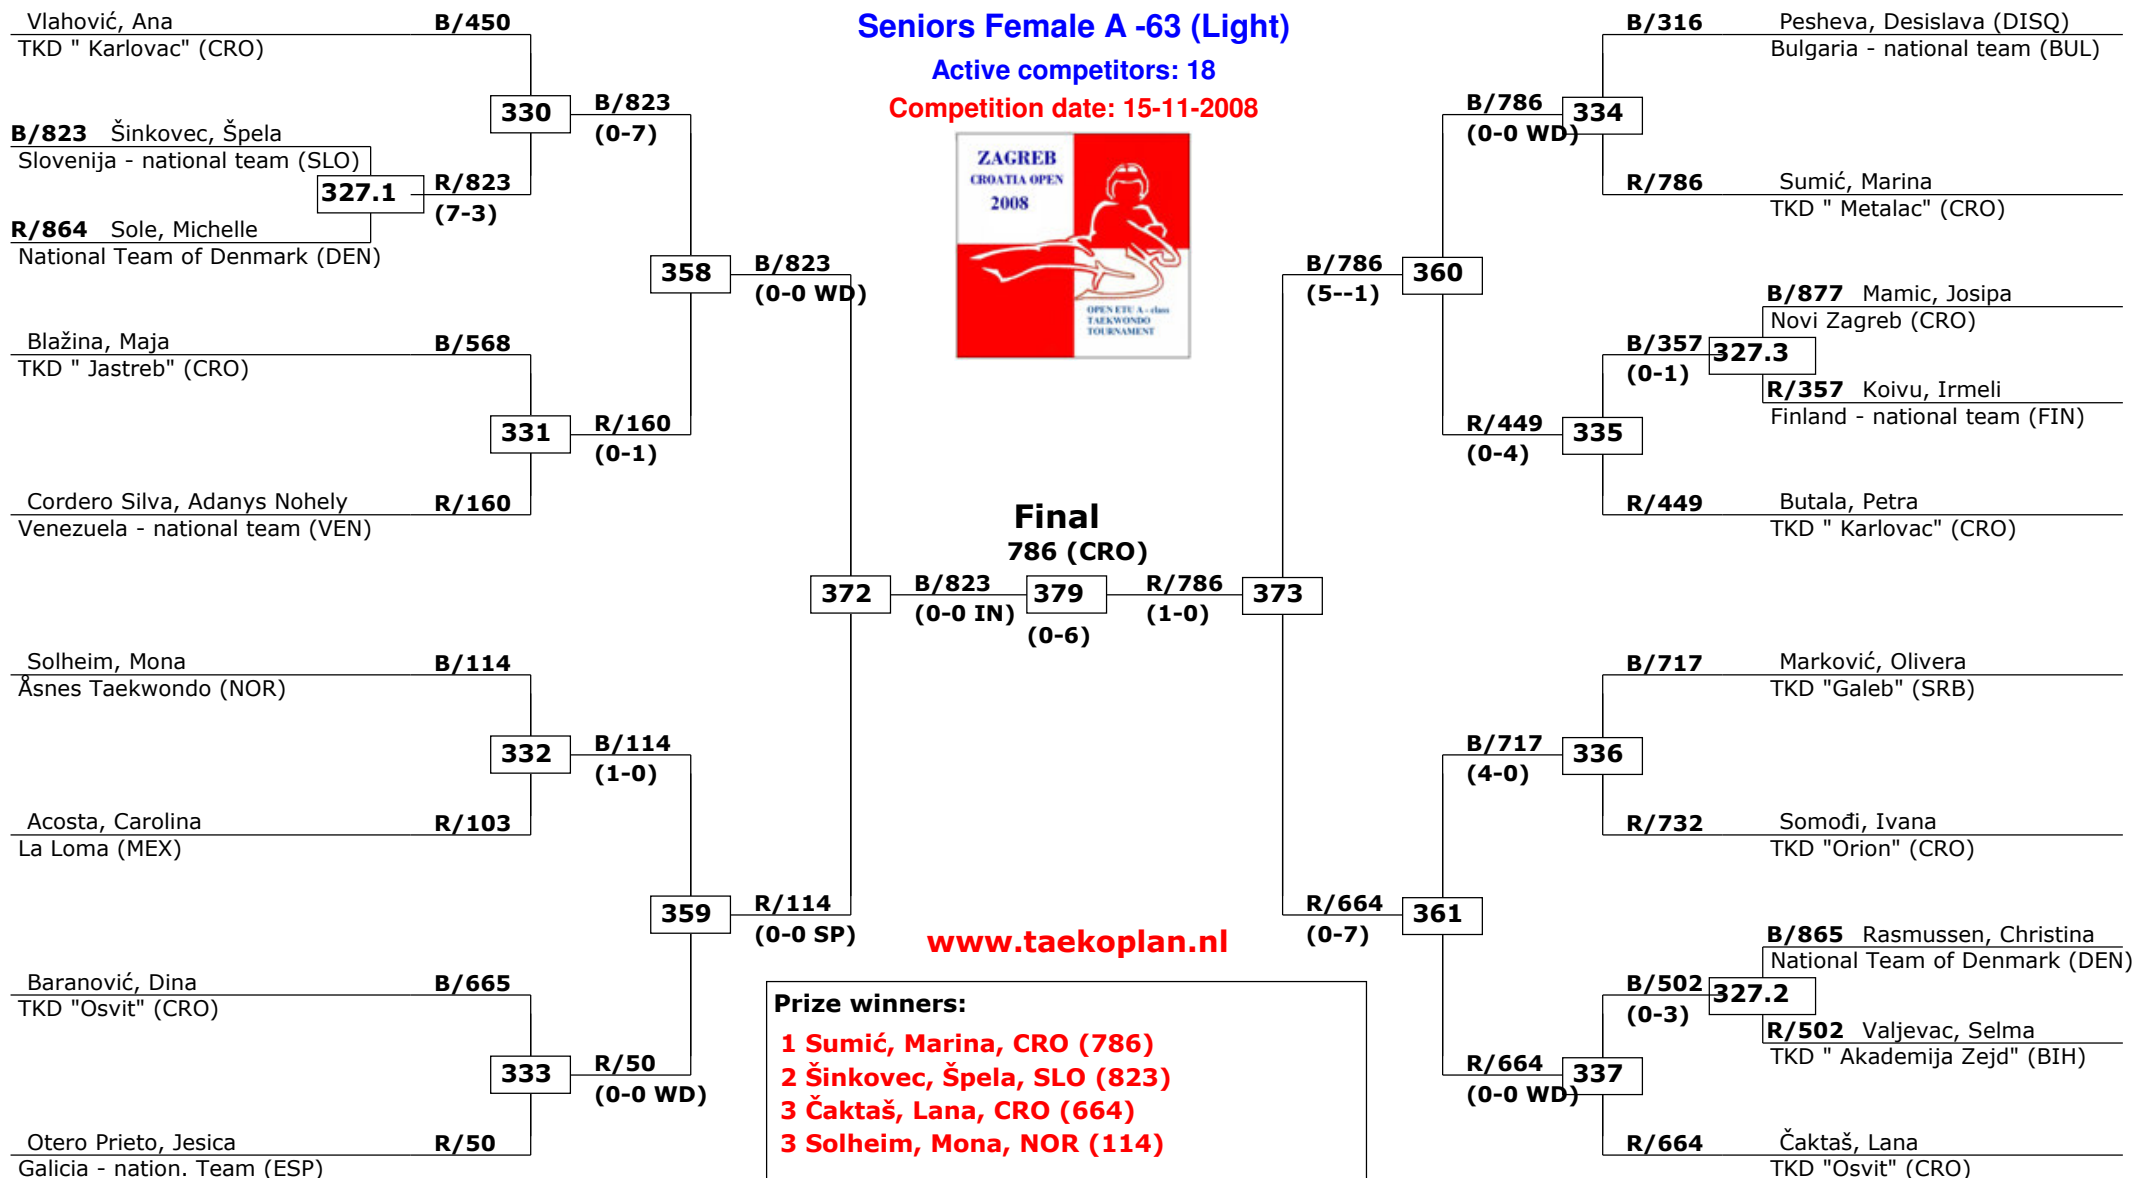 Seniors Female A -63 (Light)
Active competitors: 18
Competition date: 15-11-2008
ZAGREB
CROATIA OPEN
2008
OPEN ETU A - class
TAEKWONDO
TOURNAMENT
Vlahović, Ana B/450
TKD " Karlovac" (CRO)
330
B/823
(0-7)
B/823 Šinkovec, Špela
Slovenija - national team (SLO)
327.1
R/823
(7-3)
R/864 Sole, Michelle
National Team of Denmark (DEN)
358
B/823
(0-0 WD)
Blažina, Maja B/568
TKD " Jastreb" (CRO)
331
R/160
(0-1)
Cordero Silva, Adanys Nohely R/160
Venezuela - national team (VEN)
372
B/823
(0-0 IN)
Solheim, Mona B/114
Åsnes Taekwondo (NOR)
332
B/114
(1-0)
Acosta, Carolina R/103
La Loma (MEX)
359
R/114
(0-0 SP)
Baranović, Dina B/665
TKD "Osvit" (CRO)
333
R/50
(0-0 WD)
Otero Prieto, Jesica R/50
Galicia - nation. Team (ESP)
Final
786 (CRO)
379
(0-6)
R/786
(1-0)
373
B/316 Pesheva, Desislava (DISQ)
Bulgaria - national team (BUL)
B/786
(0-0 WD)
334
R/786 Sumić, Marina
TKD " Metalac" (CRO)
B/786
(5--1)
360
B/877 Mamic, Josipa
Novi Zagreb (CRO)
B/357
(0-1)
327.3
R/357 Koivu, Irmeli
Finland - national team (FIN)
R/449
(0-4)
335
R/449 Butala, Petra
TKD " Karlovac" (CRO)
B/717 Marković, Olivera
TKD "Galeb" (SRB)
B/717
(4-0)
336
R/732 Somođi, Ivana
TKD "Orion" (CRO)
R/664
(0-7)
361
B/865 Rasmussen, Christina
National Team of Denmark (DEN)
B/502
(0-3)
327.2
R/502 Valjevac, Selma
TKD " Akademija Zejd" (BIH)
R/664
(0-0 WD)
337
R/664 Čaktaš, Lana
TKD "Osvit" (CRO)
www.taekoplan.nl
Prize winners:
1 Sumić, Marina, CRO (786)
2 Šinkovec, Špela, SLO (823)
3 Čaktaš, Lana, CRO (664)
3 Solheim, Mona, NOR (114)